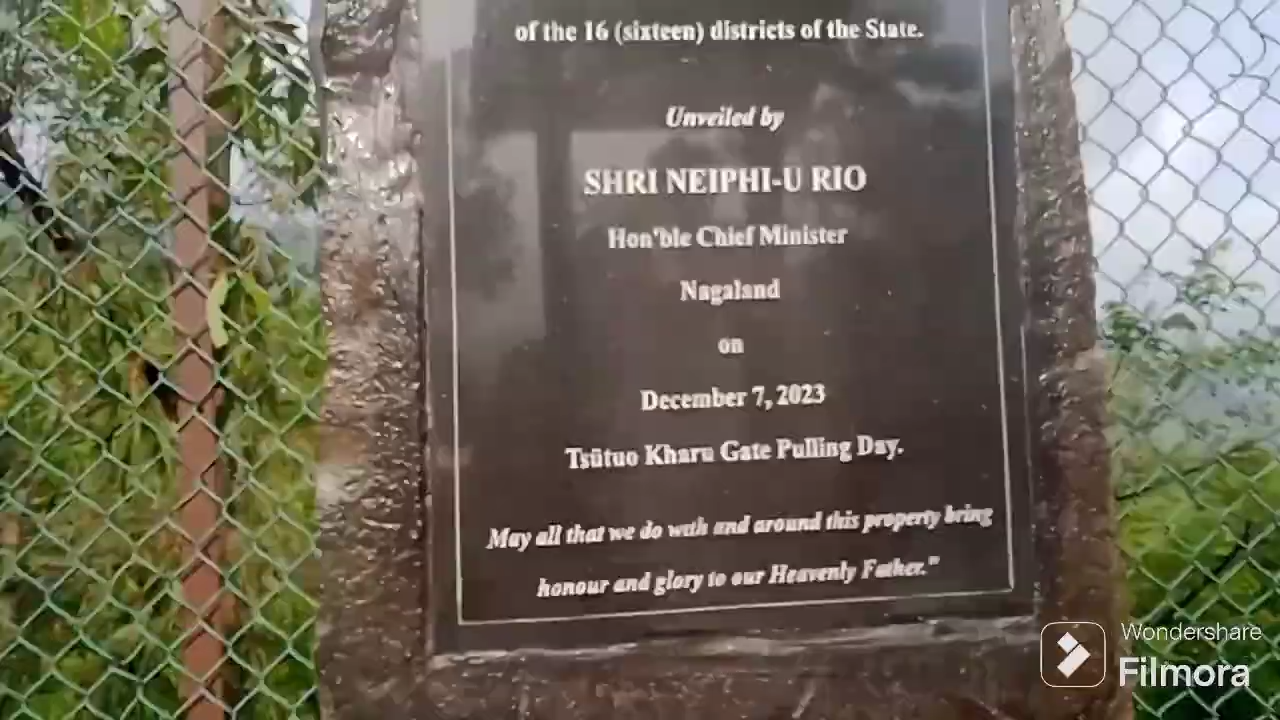 of the 16 (sixteen) districts of the State.
Unveiled by
SHRI NEIPHI-U RIO
Hon'ble Chief Minister
Nagaland
on
December 7, 2023
Tsütuo Kharu Gate Pulling Day.
May all that we do with and around this property bring
honour and glory to our Heavenly Father."
Wondershare
Filmora